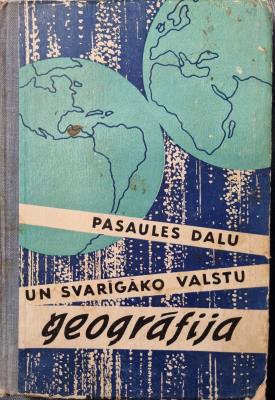 PASAULES DAĻU
UN SVARĪGĀKO VALSTU
ģeogrāfija